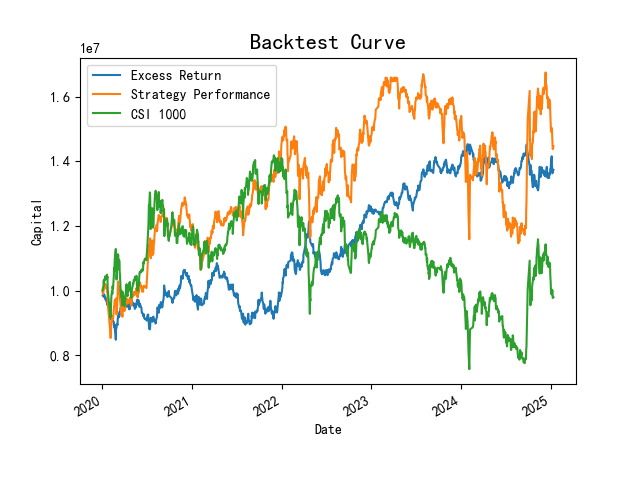 Backtest Curve
1e7
Excess Return
Strategy Performance
CSI 1000
1.6
1.4
1.2
1.0
0.8
Capital
2020
2021
2022
2023
2024
2025
Date